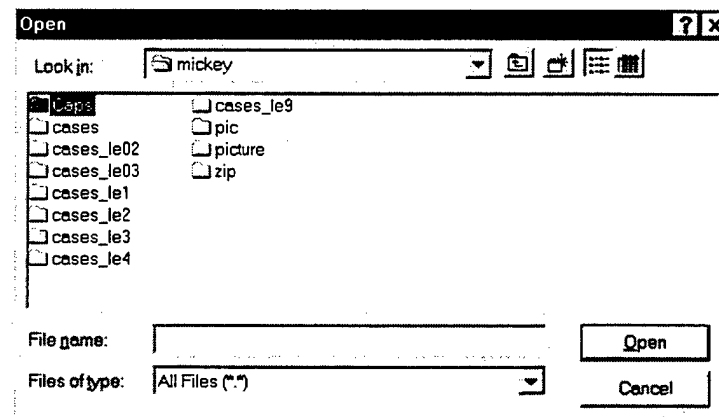 Open
Look in: mickey
Caps
cases
cases_le02
cases_le03
cases_le1
cases_le2
cases_le3
cases_le4
cases_le9
pic
picture
zip
File name:
Open
Files of type: All Files (*.*)
Cancel